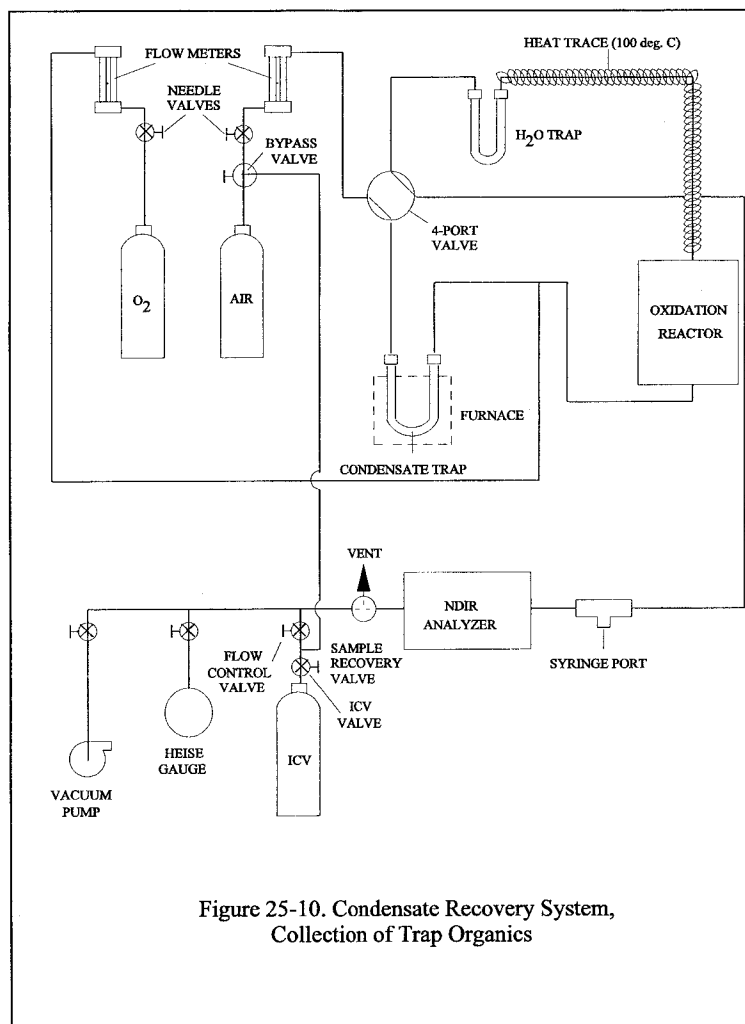 HEAT TRACE (100 deg. C)
FLOW METERS
NEEDLE
VALVES
H2O TRAP
BYPASS
VALVE
4-PORT
VALVE
O2
AIR
OXIDATION
REACTOR
FURNACE
CONDENSATE TRAP
VENT
NDIR
ANALYZER
SYRINGE PORT
FLOW
CONTROL
VALVE
SAMPLE
RECOVERY
VALVE
ICV
VALVE
HEISE
GAUGE
ICV
VACUUM
PUMP
Figure 25-10. Condensate Recovery System,
Collection of Trap Organics